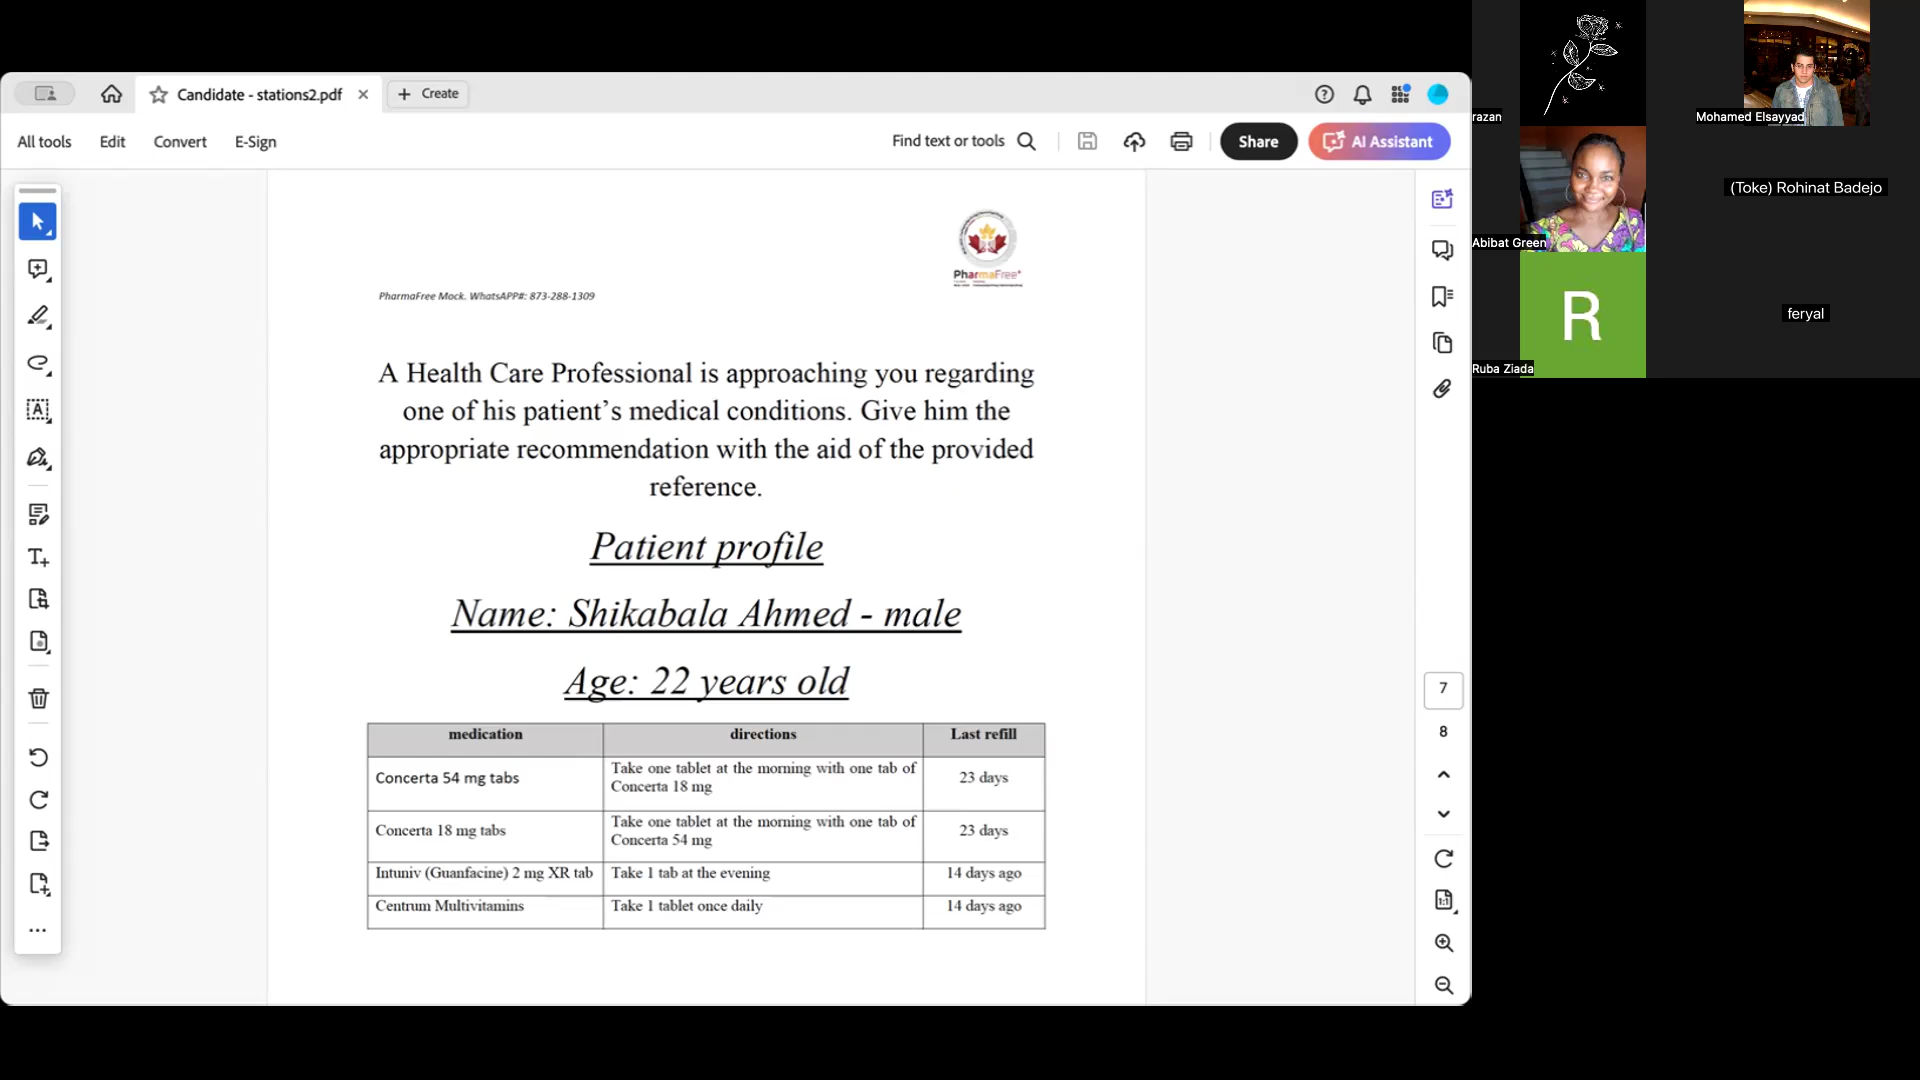 Candidate - stations2.pdf
Create
All tools
Edit
Convert
E-Sign
Find text or tools
Share
AI Assistant
PharmaFree*
PharmaFree Mock. WhatsAPP#: 873-288-1309
A Health Care Professional is approaching you regarding
one of his patient’s medical conditions. Give him the
appropriate recommendation with the aid of the provided
reference.
Patient profile
Name: Shikabala Ahmed - male
Age: 22 years old
medication directions Last refill
Concerta 54 mg tabs Take one tablet at the morning with one tab of
Concerta 18 mg 23 days
Concerta 18 mg tabs Take one tablet at the morning with one tab of
Concerta 54 mg 23 days
Intuniv (Guanfacine) 2 mg XR tab Take 1 tab at the evening 14 days ago
Centrum Multivitamins Take 1 tablet once daily 14 days ago
7
8
1:1
razan
Mohamed Elsayyad
Abibat Green
(Toke) Rohinat Badejo
R
Ruba Ziada
feryal